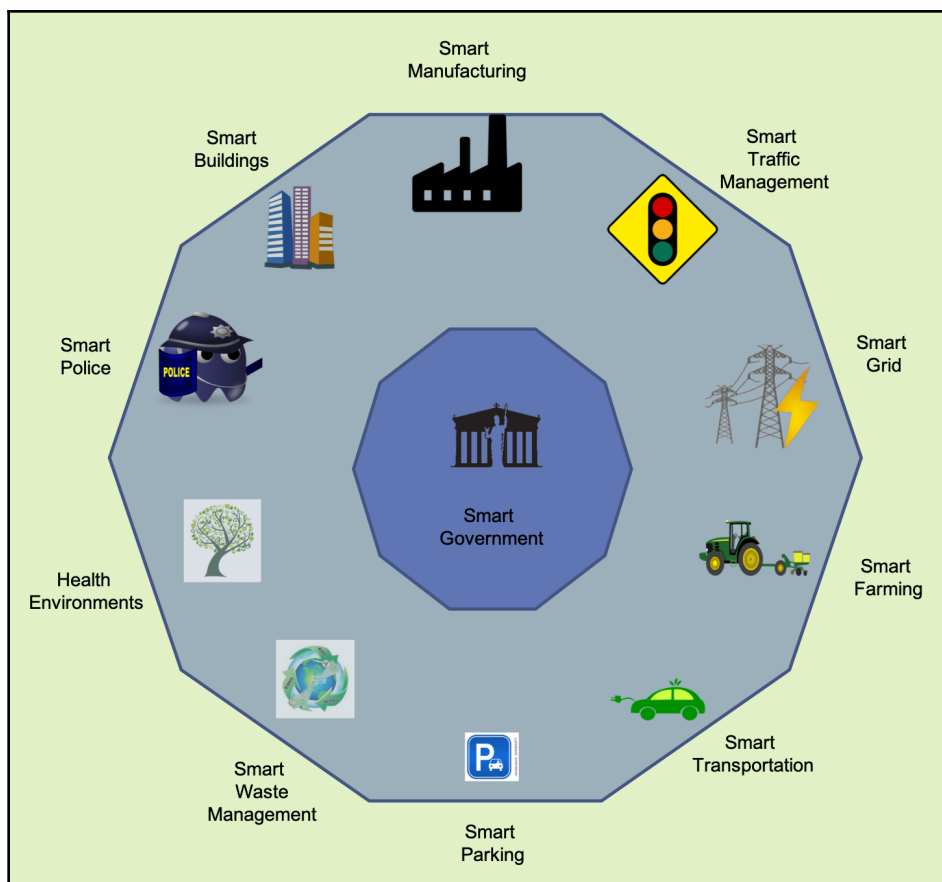 Smart
Manufacturing
Smart
Buildings
Smart
Traffic
Management
Smart
Police
POLICE
Smart
Grid
Smart
Government
Health
Environments
Smart
Farming
Smart
Waste
Management
P
Smart
Transportation
Smart
Parking